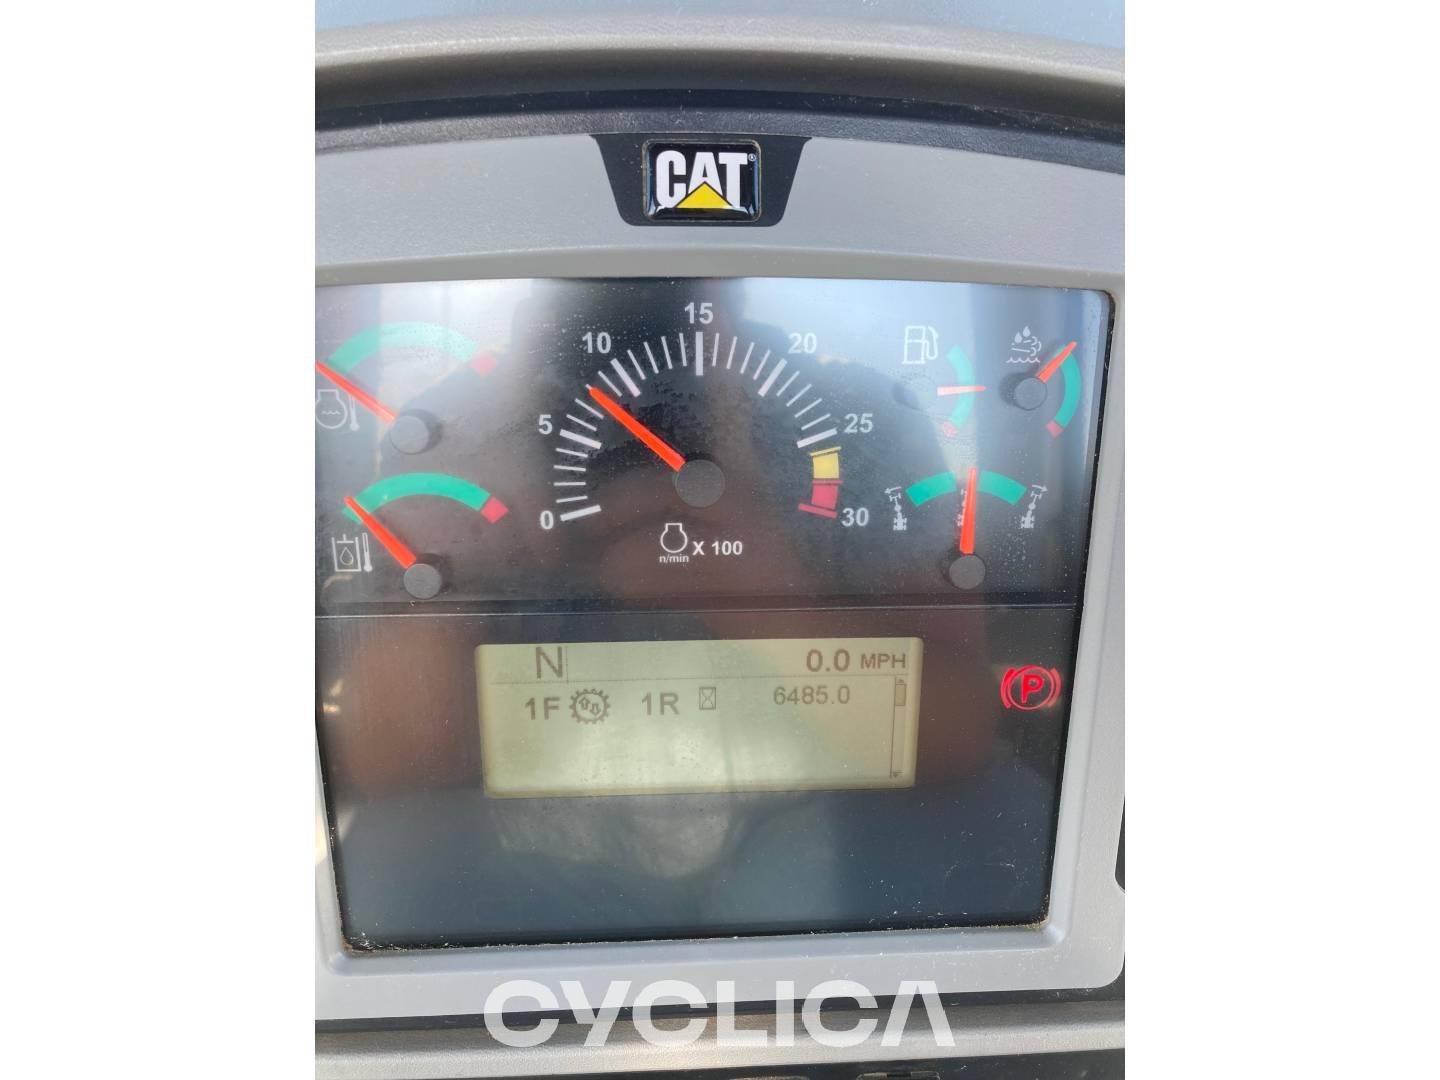 CAT®
15
10
20
5
25
0
30
n/min X 100
N 0.0 MPH
1F 1R 6485.0
P
CYCLICA